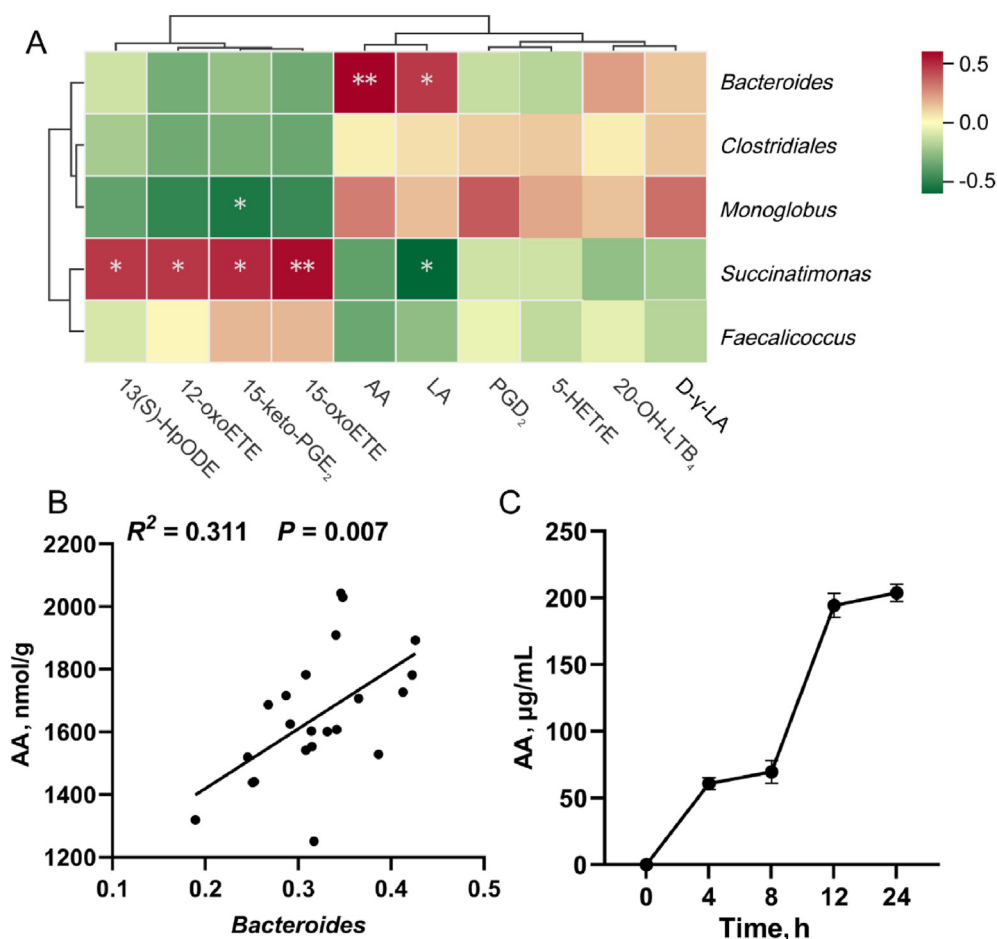 A
** *
Bacteroides
Clostridiales
*
Monoglobus
* * * ** *
Succinatimonas
Faecalicoccus
0.5
0.0
-0.5
13(S)-HpODE
12-oxoETE
15-keto-PGE₂
15-oxoETE
AA
LA
PGD₂
5-HETrE
20-OH-LTB₄
D-γ-LA
B
R² = 0.311 P = 0.007
AA, nmol/g
2200
2000
1800
1600
1400
1200
0.1 0.2 0.3 0.4 0.5
Bacteroides
C
AA, μg/mL
250
200
150
100
50
0
0 4 8 12 24
Time, h